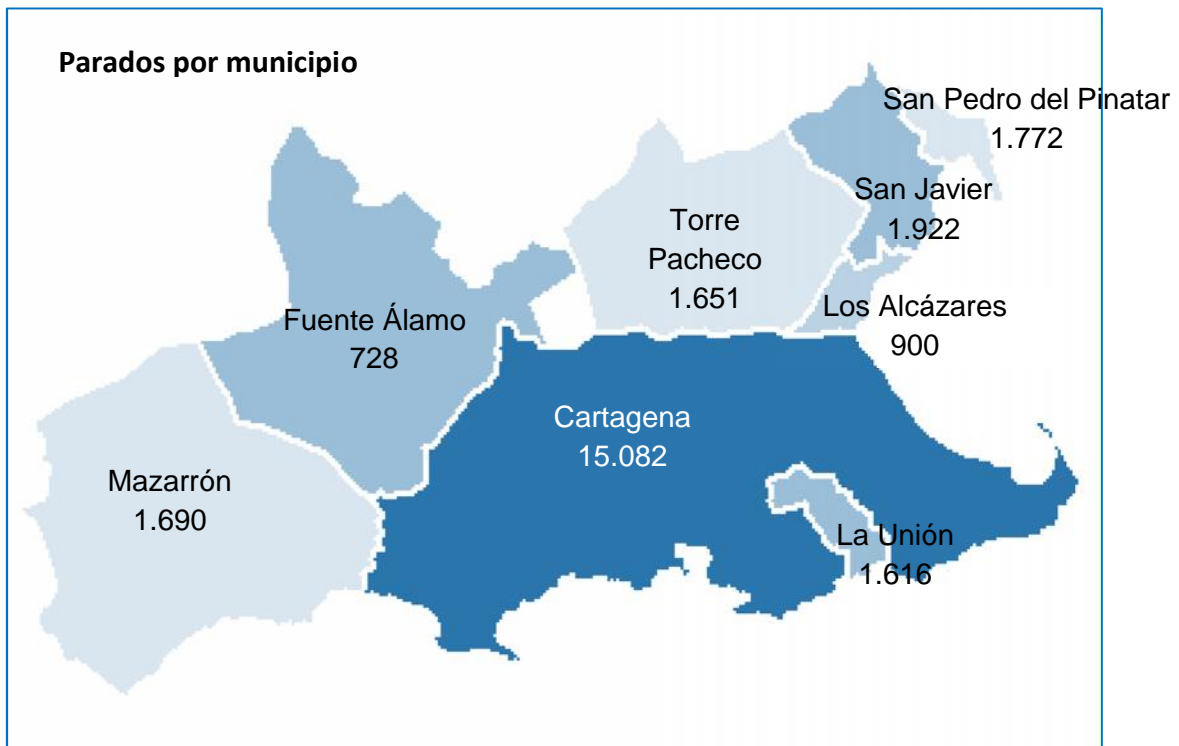 Parados por municipio
San Pedro del Pinatar
1.772
San Javier
1.922
Torre
Pacheco
1.651
Los Alcázares
900
Fuente Álamo
728
Cartagena
15.082
Mazarrón
1.690
La Unión
1.616